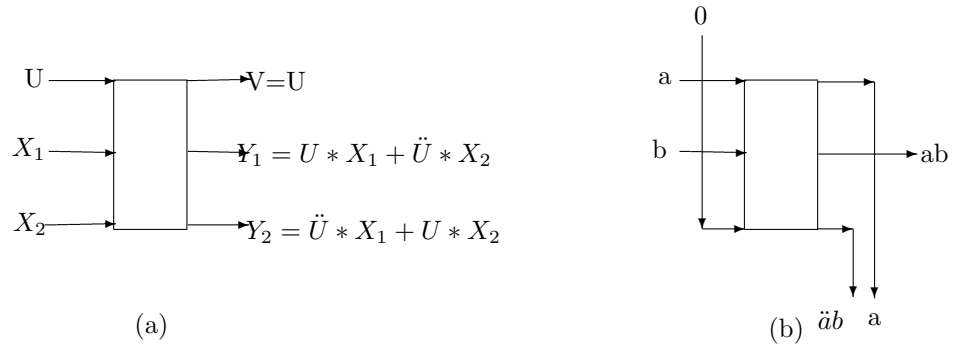 0
U
V=U
a
X₁
Y₁ = U ∗ X₁ + Ü ∗ X₂
b
ab
X₂
Y₂ = Ü ∗ X₁ + U ∗ X₂
(a)
(b)
äb
a